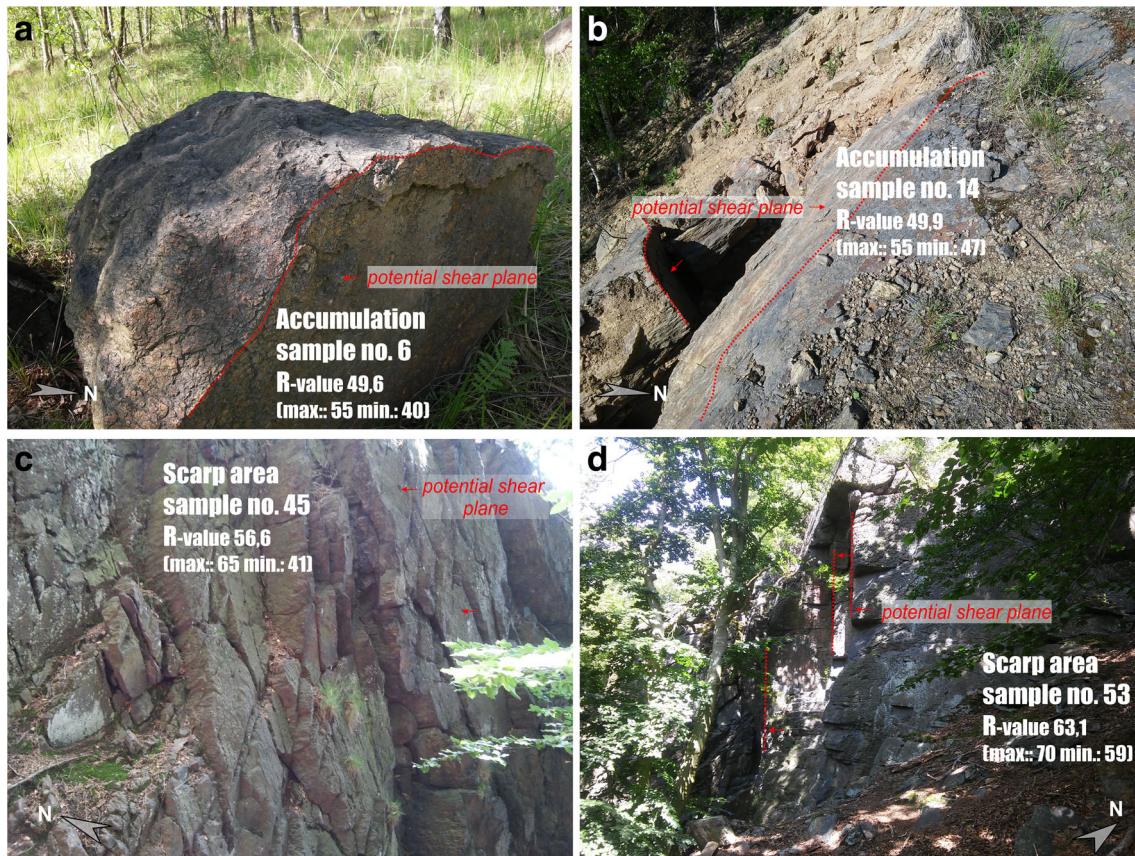 a
potential shear plane
Accumulation
sample no. 6
R-value 49,6
(max:: 55 min.: 40)
N
b
Accumulation
sample no. 14
potential shear plane
R-value 49,9
(max:: 55 min.: 47)
N
c
Scarp area
sample no. 45
R-value 56,6
(max:: 65 min.: 41)
potential shear
plane
N
d
potential shear plane
Scarp area
sample no. 53
R-value 63,1
(max:: 70 min.: 59)
N